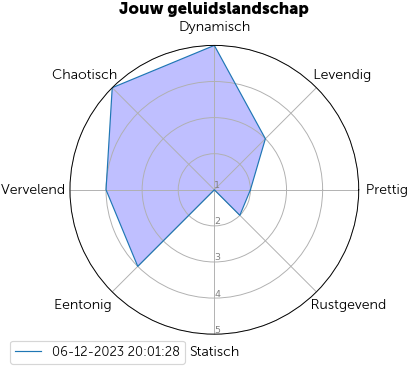 Jouw geluidslandschap
Dynamisch
Chaotisch
Levendig
Vervelend
1
Prettig
2
3
Eentonig
4
Rustgevend
5
06-12-2023 20:01:28
Statisch